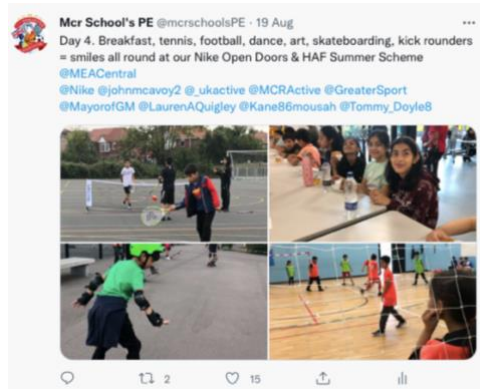 Mcr School's PE @mcrschoolsPE · 19 Aug
Day 4. Breakfast, tennis, football, dance, art, skateboarding, kick rounders
= smiles all round at our Nike Open Doors & HAF Summer Scheme
@MEACentral
@Nike @johnmcavoy2 @_ukactive @MCRActive @GreaterSport
@MayorofGM @LaurenAQuigley @Kane86mousah @Tommy_Doyle8
2 15